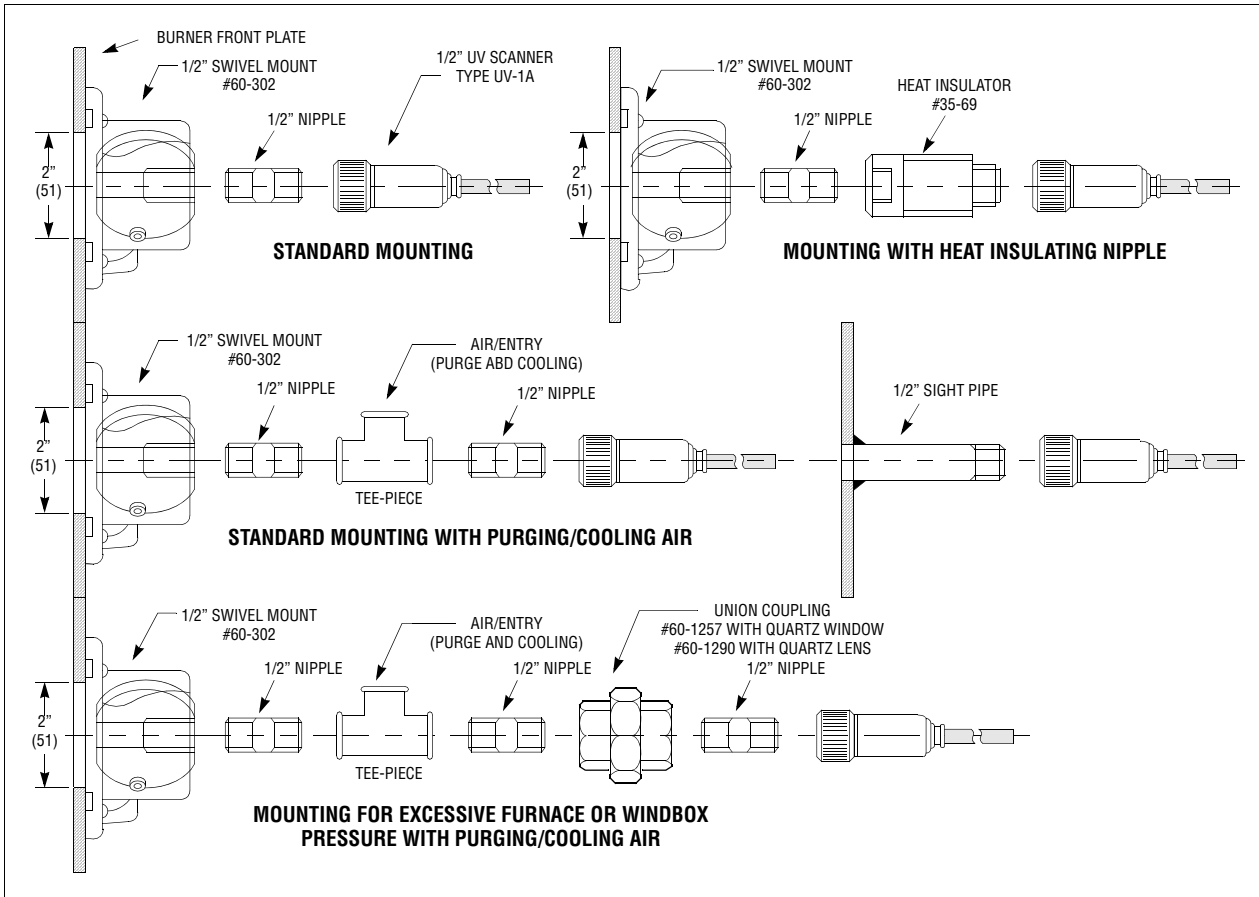 BURNER FRONT PLATE
1/2” SWIVEL MOUNT
#60-302
1/2” UV SCANNER
TYPE UV-1A
1/2” NIPPLE
2”
(51)
STANDARD MOUNTING
1/2” SWIVEL MOUNT
#60-302
HEAT INSULATOR
#35-69
1/2” NIPPLE
2”
(51)
MOUNTING WITH HEAT INSULATING NIPPLE
1/2” SWIVEL MOUNT
#60-302
AIR/ENTRY
(PURGE ABD COOLING)
1/2” NIPPLE
1/2” NIPPLE
2”
(51)
TEE-PIECE
STANDARD MOUNTING WITH PURGING/COOLING AIR
1/2” SIGHT PIPE
1/2” SWIVEL MOUNT
#60-302
AIR/ENTRY
(PURGE AND COOLING)
UNION COUPLING
#60-1257 WITH QUARTZ WINDOW
#60-1290 WITH QUARTZ LENS
1/2” NIPPLE
1/2” NIPPLE
1/2” NIPPLE
2”
(51)
TEE-PIECE
MOUNTING FOR EXCESSIVE FURNACE OR WINDBOX
PRESSURE WITH PURGING/COOLING AIR